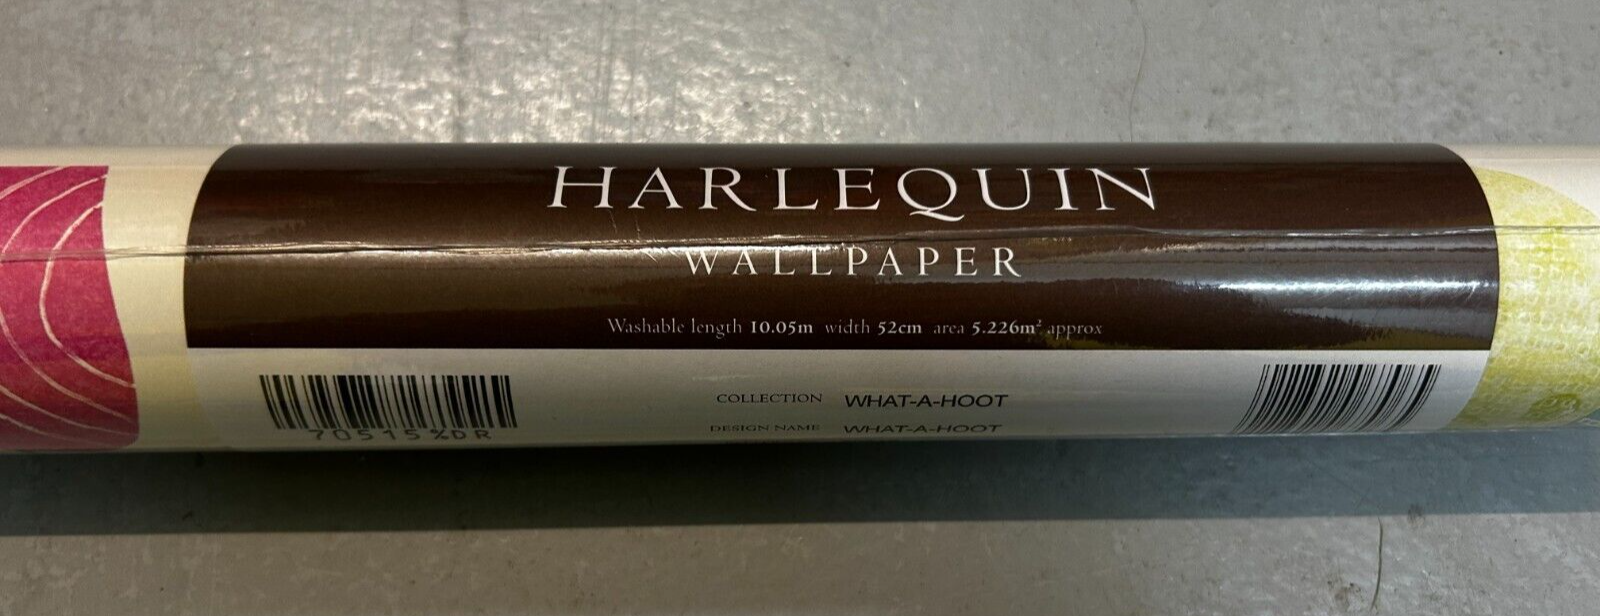 HARLEQUIN
WALLPAPER
Washable length 10.05m width 52cm area 5.226m² approx
COLLECTION WHAT-A-HOOT
DESIGN NAME WHAT-A-HOOT
70515%DR